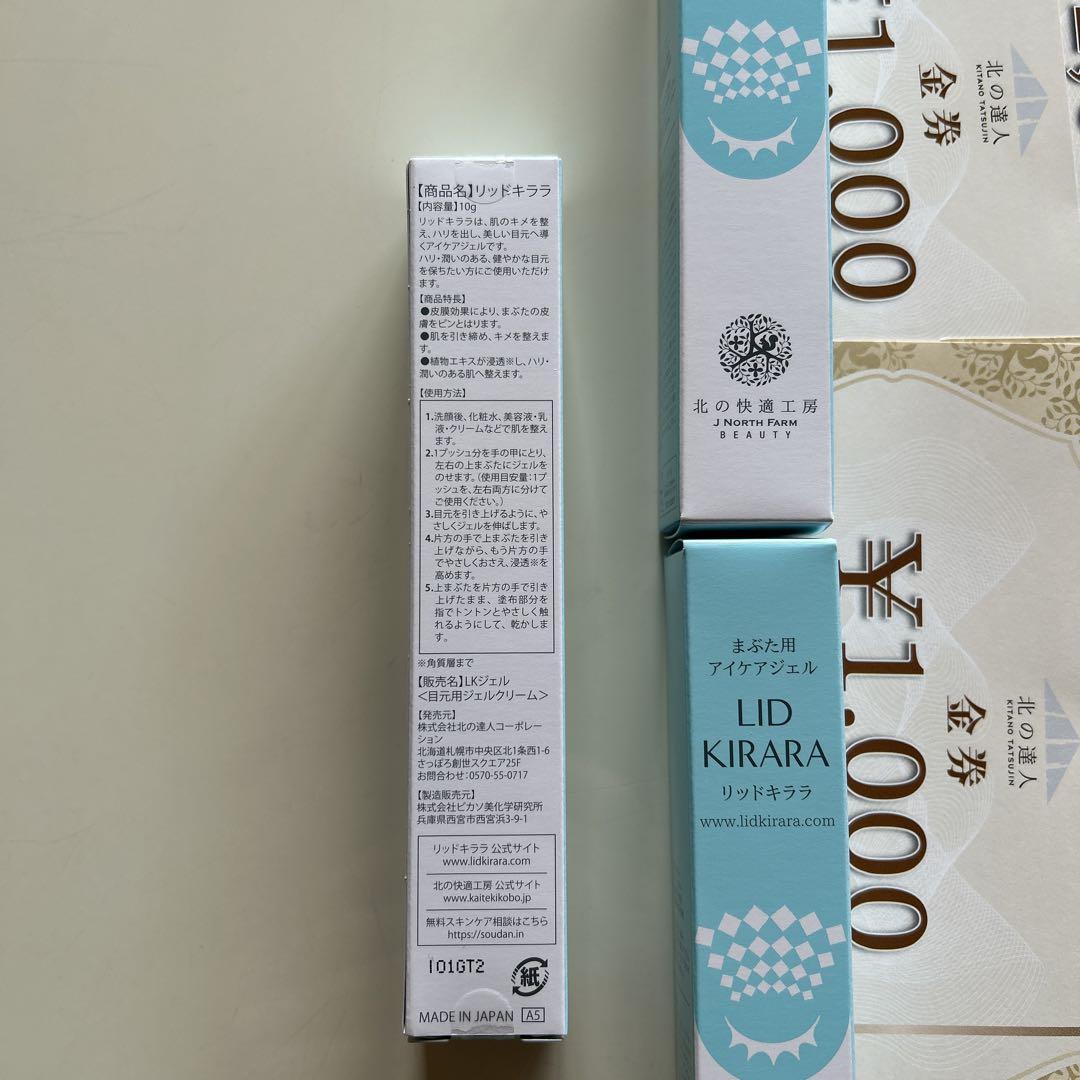 【商品名】リッドキララ
【内容量】10g
リッドキララは、肌のキメを整
え、ハリを出し、美しい目元へ導
くアイケアジェルです。
ハリ・潤いのある、健やかな目元
を保ちたい方にご使用いただけ
ます。
【商品特長】
●皮膜効果により、まぶたの皮
膚をピンとはります。
●肌を引き締め、キメを整えま
す。
●植物エキスが浸透※し、ハリ・
潤いのある肌へ整えます。
【使用方法】
1.洗顔後、化粧水、美容液・乳
液・クリームなどで肌を整え
ます。
2.1プッシュ分を手の甲にとり、
左右の上まぶたにジェルを
のせます。(使用目安量：1プ
ッシュを、左右両方に分けて
ご使用ください。)
3.目元を引き上げるように、や
さしくジェルを伸ばします。
4.片方の手で上まぶたを引き
上げながら、もう片方の手
でやさしくおさえ、浸透※を
高めます。
5.上まぶたを片方の手で引き
上げたまま、塗布部分を
指でトントンとやさしく触
れるようにして、乾かしま
す。
※角質層まで
【販売名】LKジェル
＜目元用ジェルクリーム＞
【発売元】
株式会社北の達人コーポレー
ション
北海道札幌市中央区北1条西1-6
さっぽろ創世スクエア25F
お問合わせ：0570-55-0717
【製造販売元】
株式会社ピカソ美化学研究所
兵庫県西宮市西宮浜3-9-1
リッドキララ 公式サイト
www.lidkirara.com
北の快適工房 公式サイト
www.kaitekikobo.jp
無料スキンケア相談はこちら
https://soudan.in
I01GT2
紙
MADE IN JAPAN A5
北の快適工房
J NORTH FARM
BEAUTY
まぶた用
アイケアジェル
LID
KIRARA
リッドキララ
www.lidkirara.com
¥1,000
金券
北の達人
KITANO TATSUJIN
¥1,000
金券
北の達人
KITANO TATSUJIN